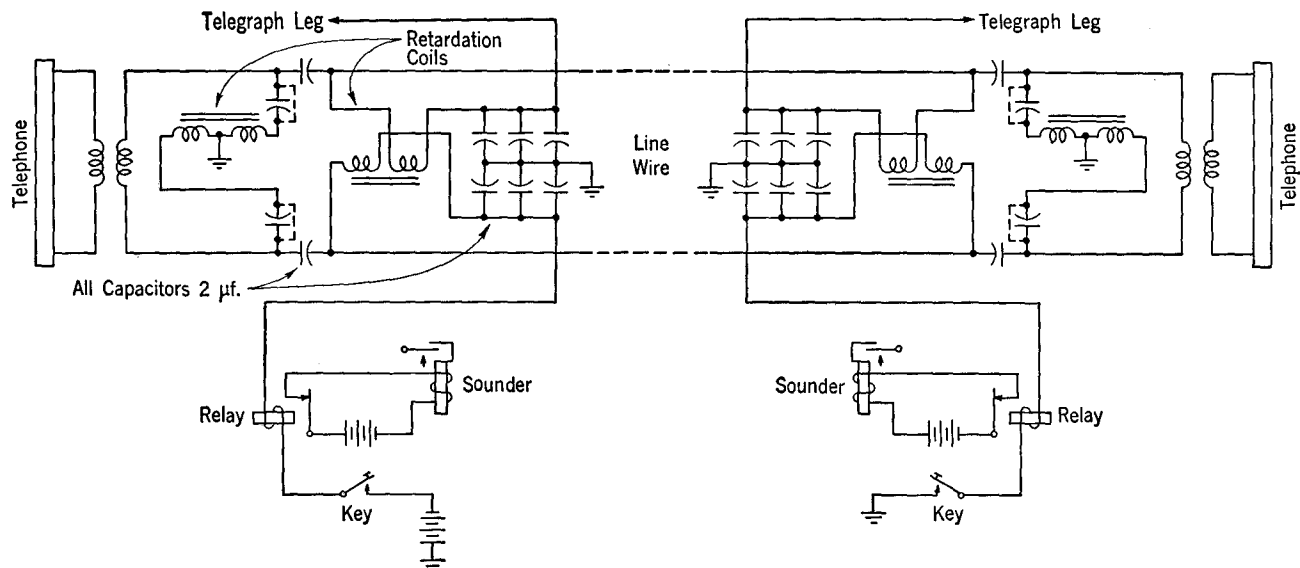 Telegraph Leg
Telegraph Leg
Retardation
Coils
Telephone
Line
Wire
Telephone
All Capacitors 2 μf.
Sounder
Sounder
Relay
Relay
Key
Key